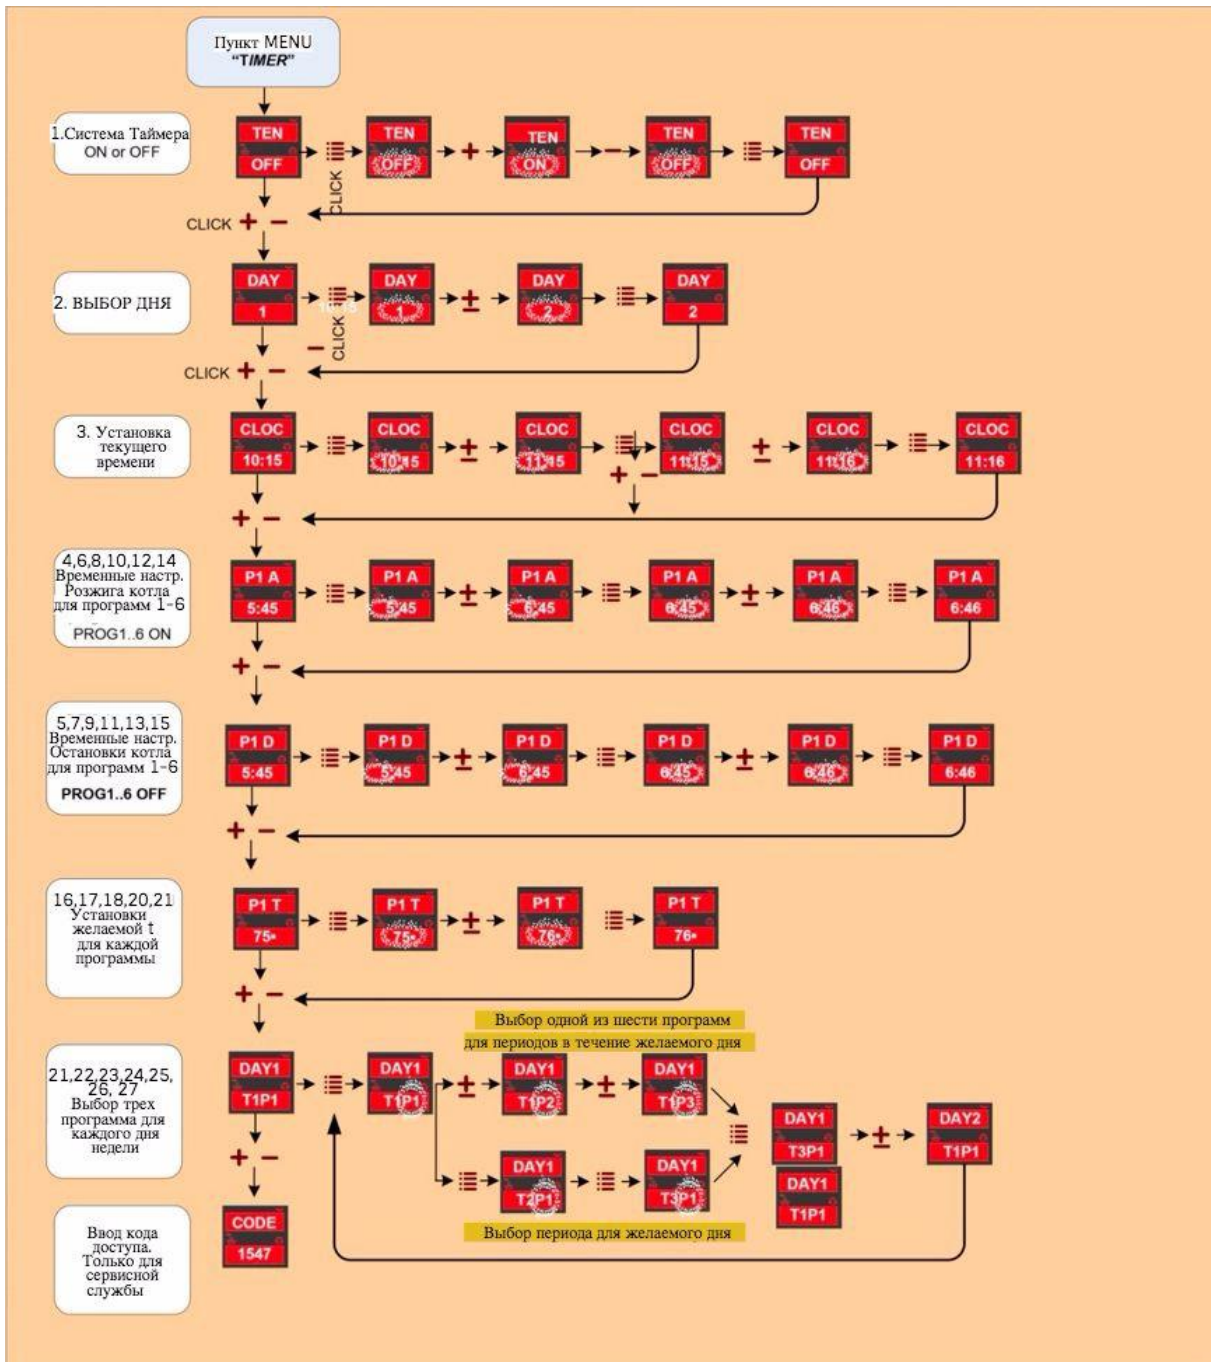 Пункт MENU
“TIMER”
1.Система Таймера
ON or OFF
TEN TEN TEN TEN TEN
OFF OFF ON OFF OFF
CLICK
CLICK + -
2. ВЫБОР ДНЯ
DAY DAY DAY DAY
1 1 2 2
CLICK
CLICK + -
3. Установка
текущего
времени
CLOC CLOC CLOC CLOC CLOC CLOC
10:15 10:15 11:15 11:15 11:16 11:16
+ -
+ -
4,6,8,10,12,14
Временные настр.
Розжига котла
для программ 1-6
PROG1..6 ON
P1 A P1 A P1 A P1 A P1 A P1 A
5:45 5:45 6:45 6:45 6:46 6:46
+ -
5,7,9,11,13,15
Временные настр.
Остановки котла
для программ 1-6
PROG1..6 OFF
P1 D P1 D P1 D P1 D P1 D P1 D
5:45 5:45 6:45 6:45 6:46 6:46
+ -
16,17,18,20,21
Установки
желаемой t
для каждой
программы
P1 T P1 T P1 T P1 T
75• 75• 76• 76•
+ -
Выбор одной из шести программ
для периодов в течение желаемого дня
21,22,23,24,25,
26, 27
Выбор трех
программа для
каждого дня
недели
DAY1 DAY1 DAY1 DAY1
T1P1 T1P1 T1P2 T1P3
DAY1 DAY2
T3P1 T1P1
+ -
DAY1 DAY1 DAY1
T2P1 T3P1 T1P1
Выбор периода для желаемого дня
Ввод кода
доступа.
Только для
сервисной
службы
CODE
1547